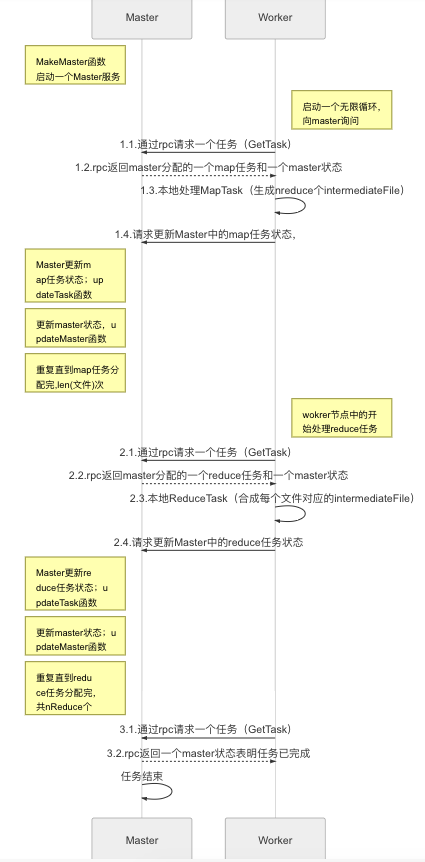 Master
Worker
MakeMaster函数
启动一个Master服务
启动一个无限循环，
向master询问
1.1.通过rpc请求一个任务（GetTask）
1.2.rpc返回master分配的一个map任务和一个master状态
1.3.本地处理MapTask（生成nreduce个intermediateFile）
1.4.请求更新Master中的map任务状态,
Master更新m
ap任务状态；up
dateTask函数
更新master状态，u
pdateMaster函数
重复直到map任务分
配完,len(文件)次
wokrer节点中的开
始处理reduce任务
2.1.通过rpc请求一个任务（GetTask）
2.2.rpc返回master分配的一个reduce任务和一个master状态
2.3.本地ReduceTask（合成每个文件对应的intermediateFile）
2.4.请求更新Master中的reduce任务状态
Master更新re
duce任务状态；u
pdateTask函数
更新master状态；u
pdateMaster函数
重复直到redu
ce任务分配完，
共nReduce个
3.1.通过rpc请求一个任务（GetTask）
3.2.rpc返回一个master状态表明任务已完成
任务结束
Master
Worker